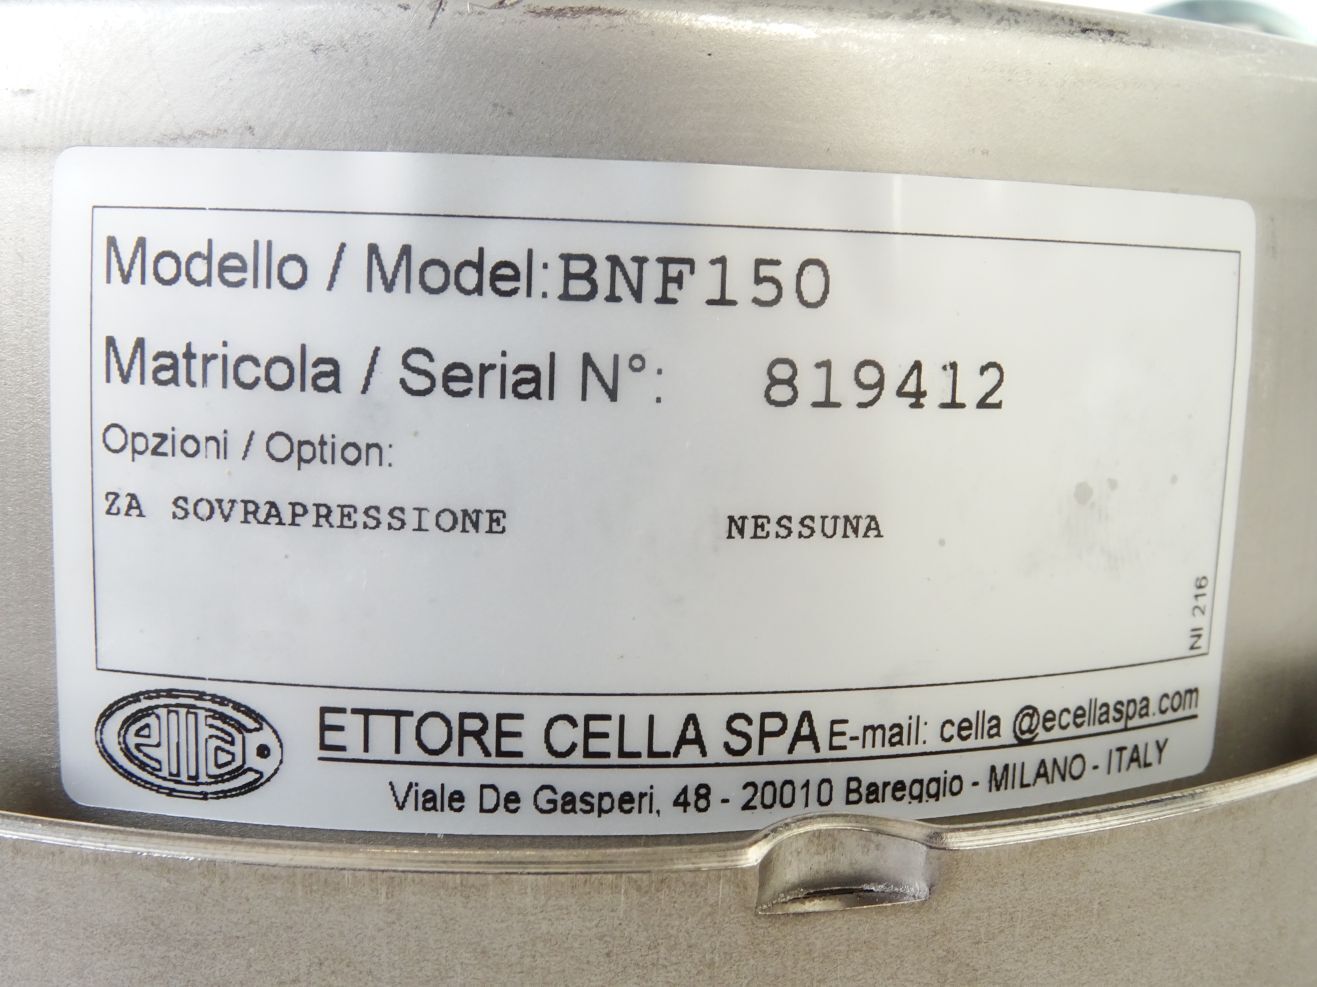 Modello / Model: BNF150
Matricola / Serial N°: 819412
Opzioni / Option:
ZA SOVRAPRESSIONE NESSUNA
NI 216
cella
ETTORE CELLA SPA E-mail: cella @ecellaspa.com
Viale De Gasperi, 48 - 20010 Bareggio - MILANO - ITALY